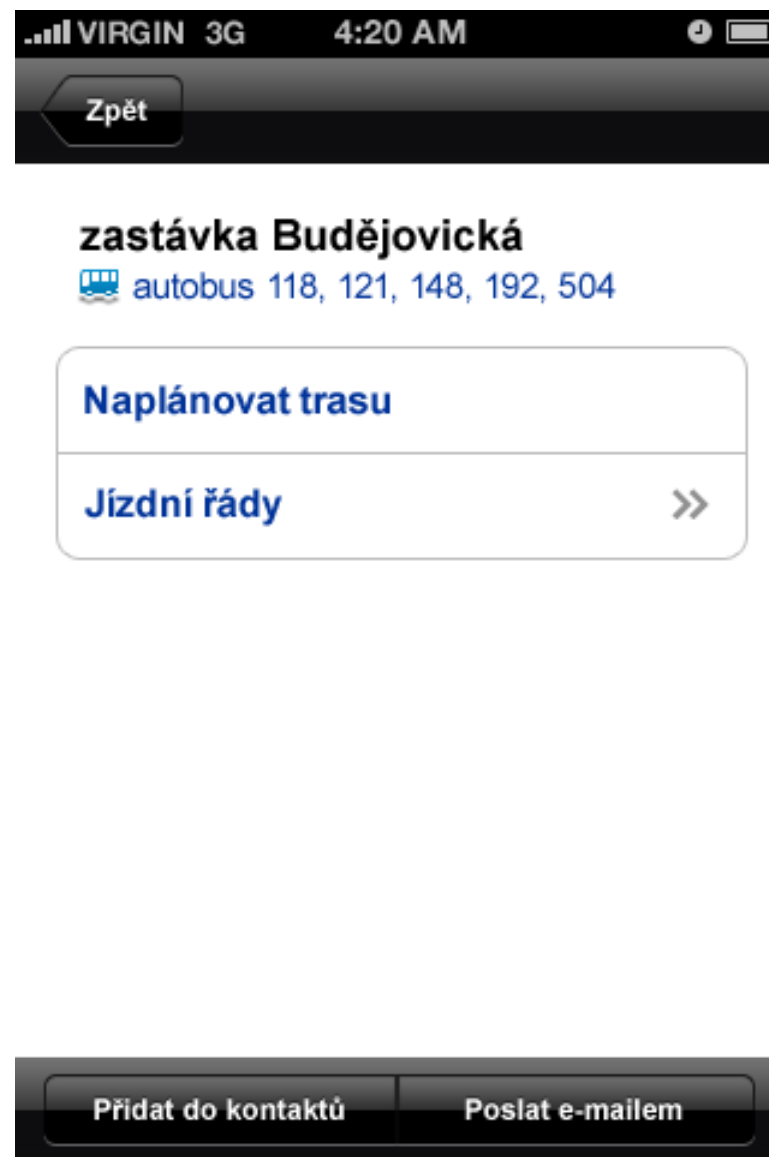 VIRGIN 3G 4:20 AM
Zpět
zastávka Budějovická
autobus 118, 121, 148, 192, 504
Naplánovat trasu
Jízdní řády
Přidat do kontaktů Poslat e-mailem